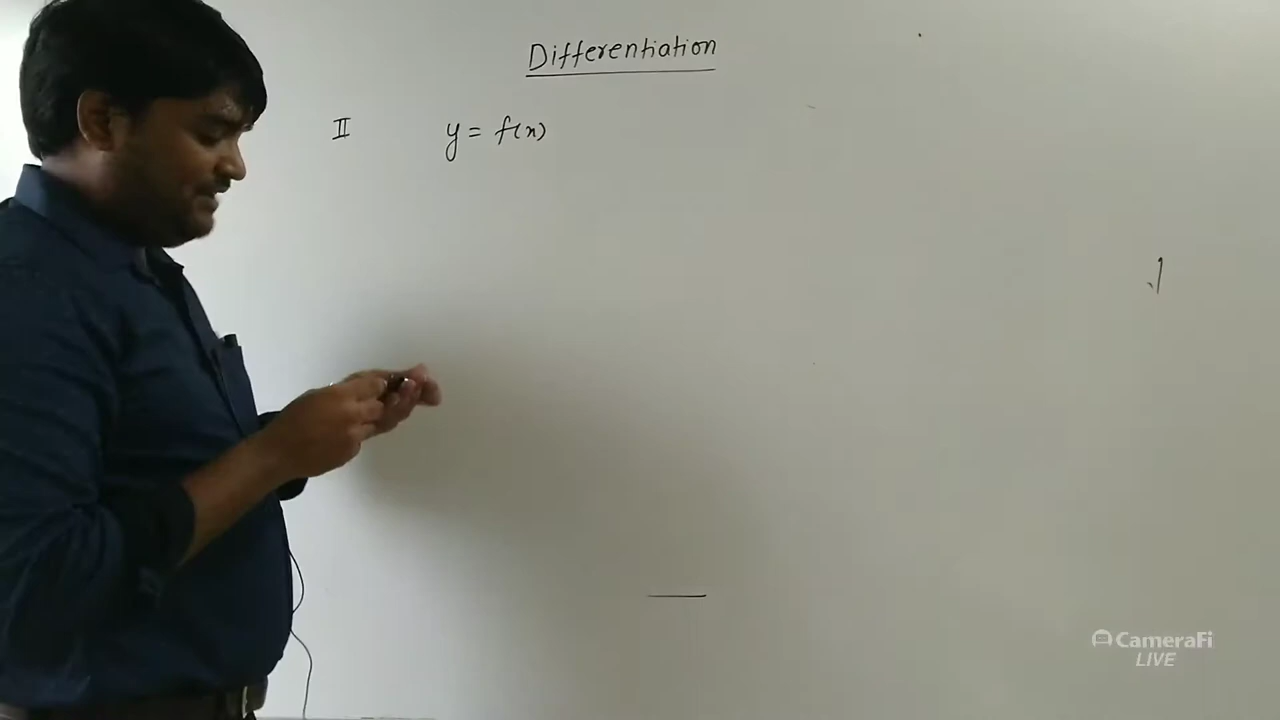 Differentiation
II y = f(x)
CameraFi
LIVE